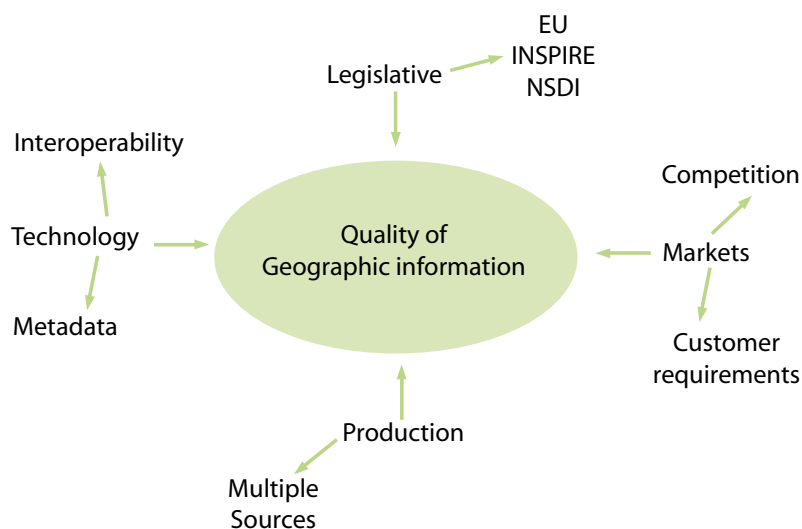 EU
INSPIRE
NSDI
Legislative
Interoperability
Technology
Metadata
Quality of
Geographic information
Competition
Markets
Customer
requirements
Production
Multiple
Sources